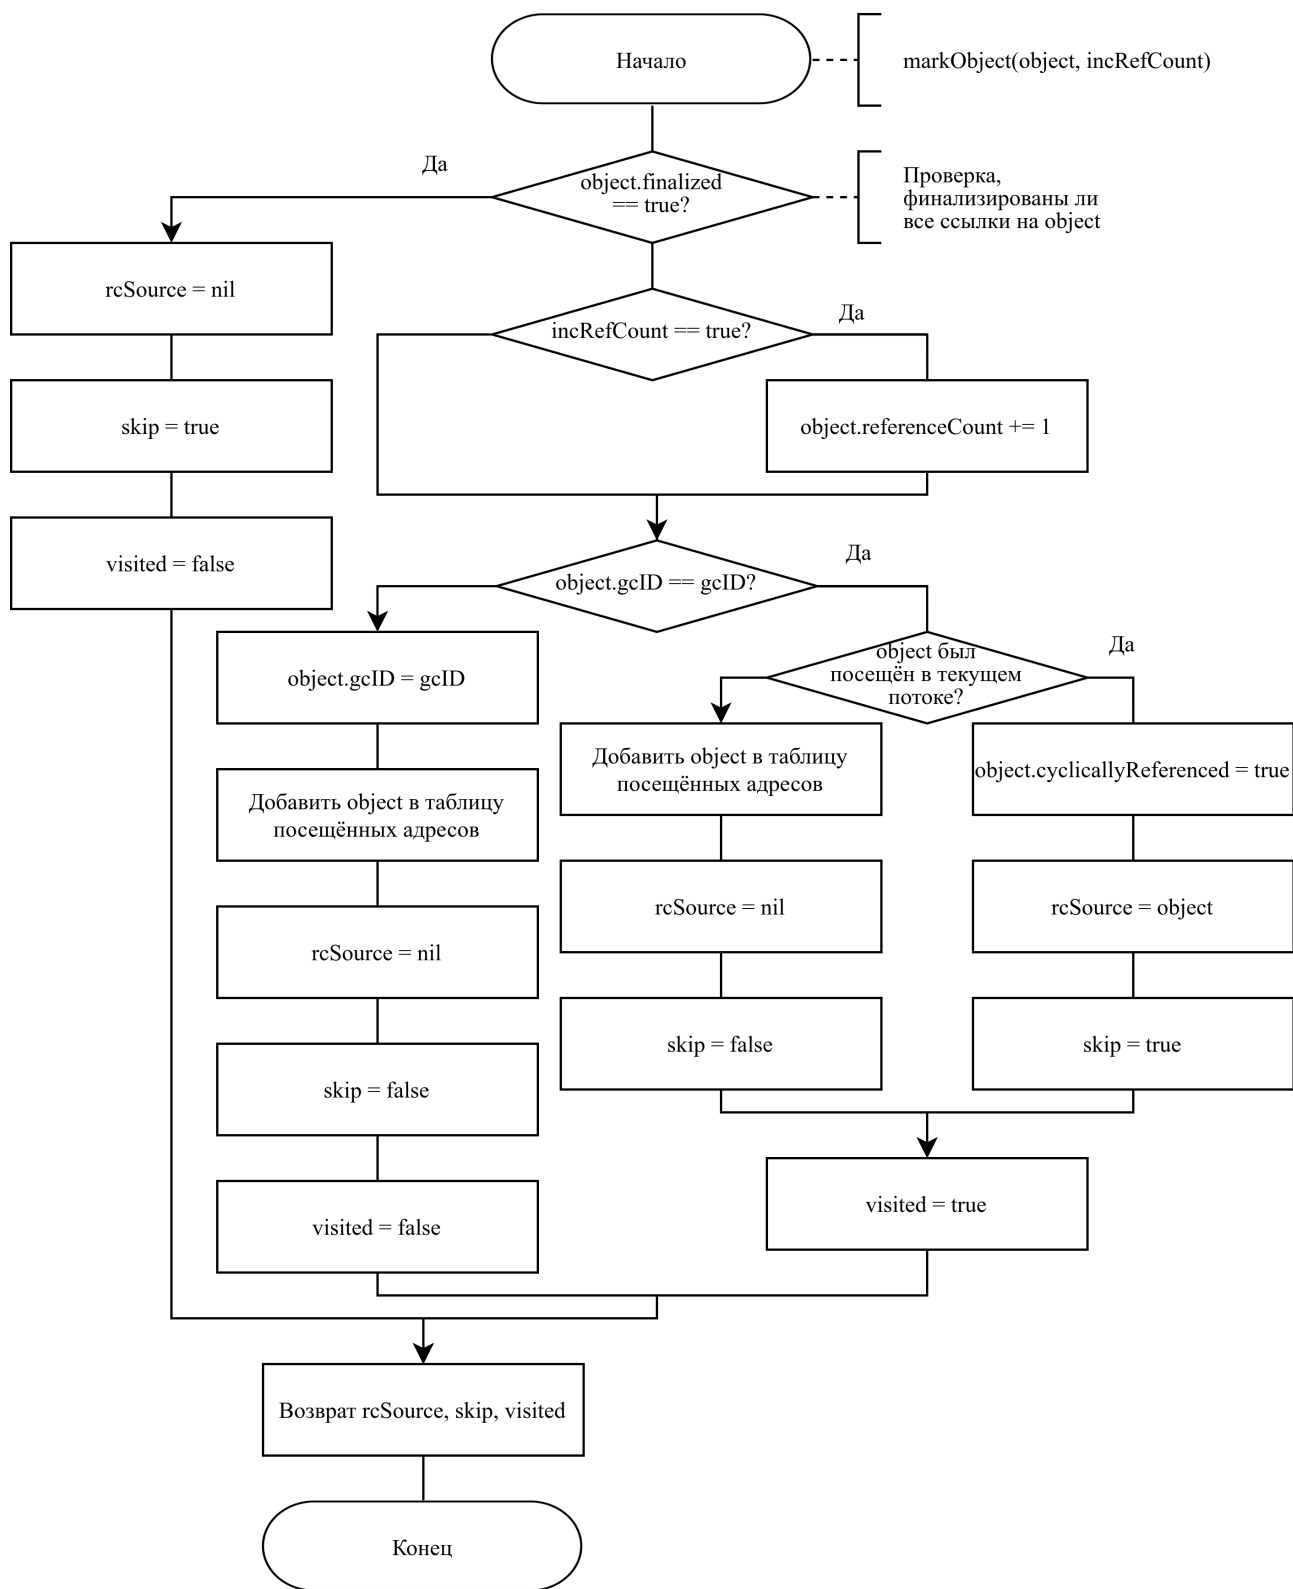 Начало
markObject(object, incRefCount)
Да
object.finalized
== true?
Проверка,
финализированы ли
все ссылки на object
rcSource = nil
incRefCount == true?
Да
skip = true
object.referenceCount += 1
visited = false
object.gcID == gcID?
Да
object.gcID = gcID
object был
посещён в текущем
потоке?
Да
Добавить object в таблицу
посещённых адресов
object.cyclicallyReferenced = true
Добавить object в таблицу
посещённых адресов
rcSource = nil
rcSource = object
rcSource = nil
skip = false
skip = true
skip = false
visited = true
visited = false
Возврат rcSource, skip, visited
Конец